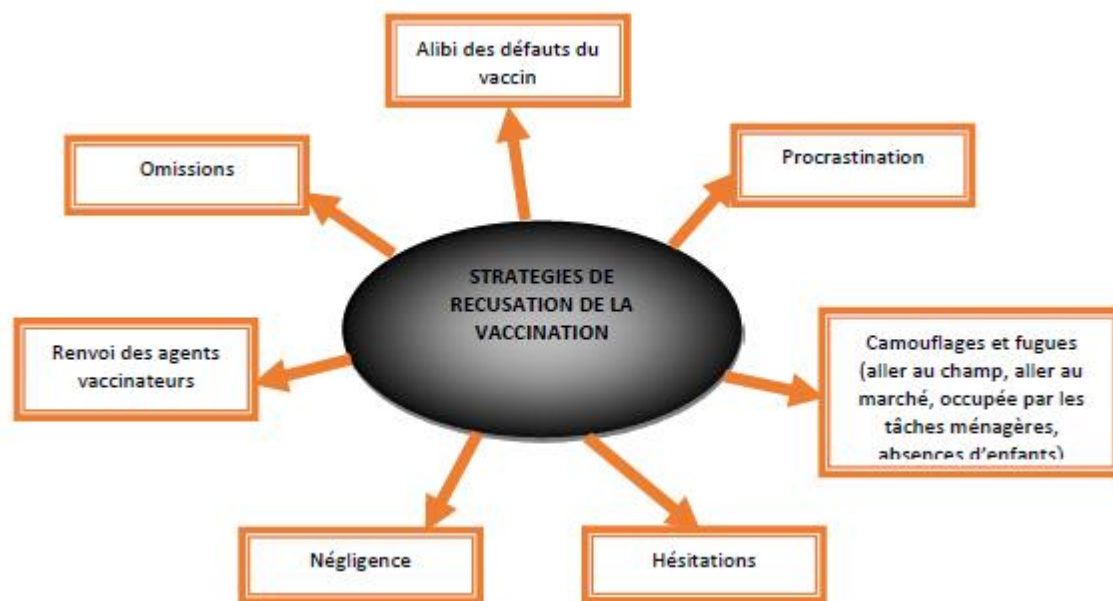 Alibi des défauts du
vaccin
Omissions
Procrastination
STRATEGIES DE
RECUSATION DE LA
VACCINATION
Renvoi des agents
vaccinateurs
Camouflages et fugues
(aller au champ, aller au
marché, occupée par les
tâches ménagères,
absences d'enfants)
Négligence
Hésitations